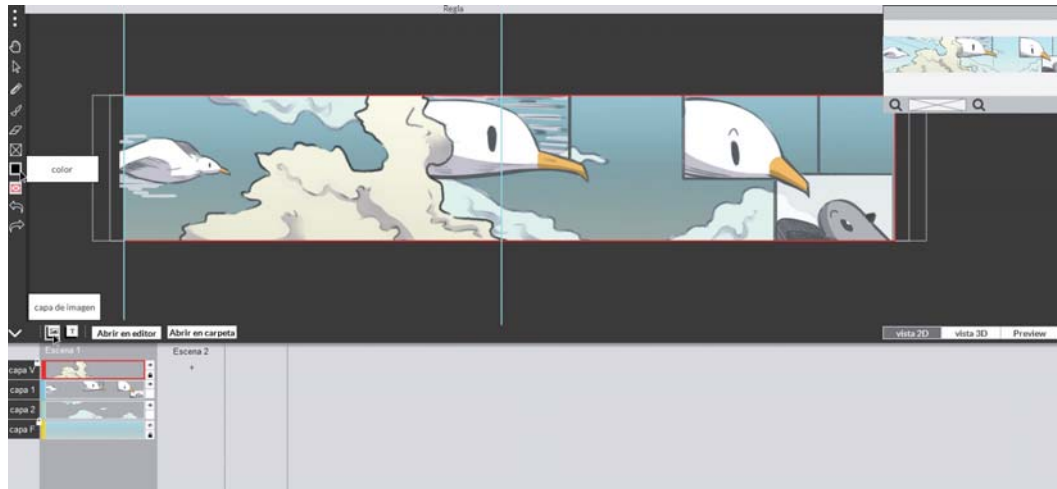 Regla
color
capa de imagen
T
Abrir en editor
Abrir en carpeta
vista 2D
vista 3D
Preview
Escena 1
Escena 2
+
capa V
capa 1
capa 2
capa F